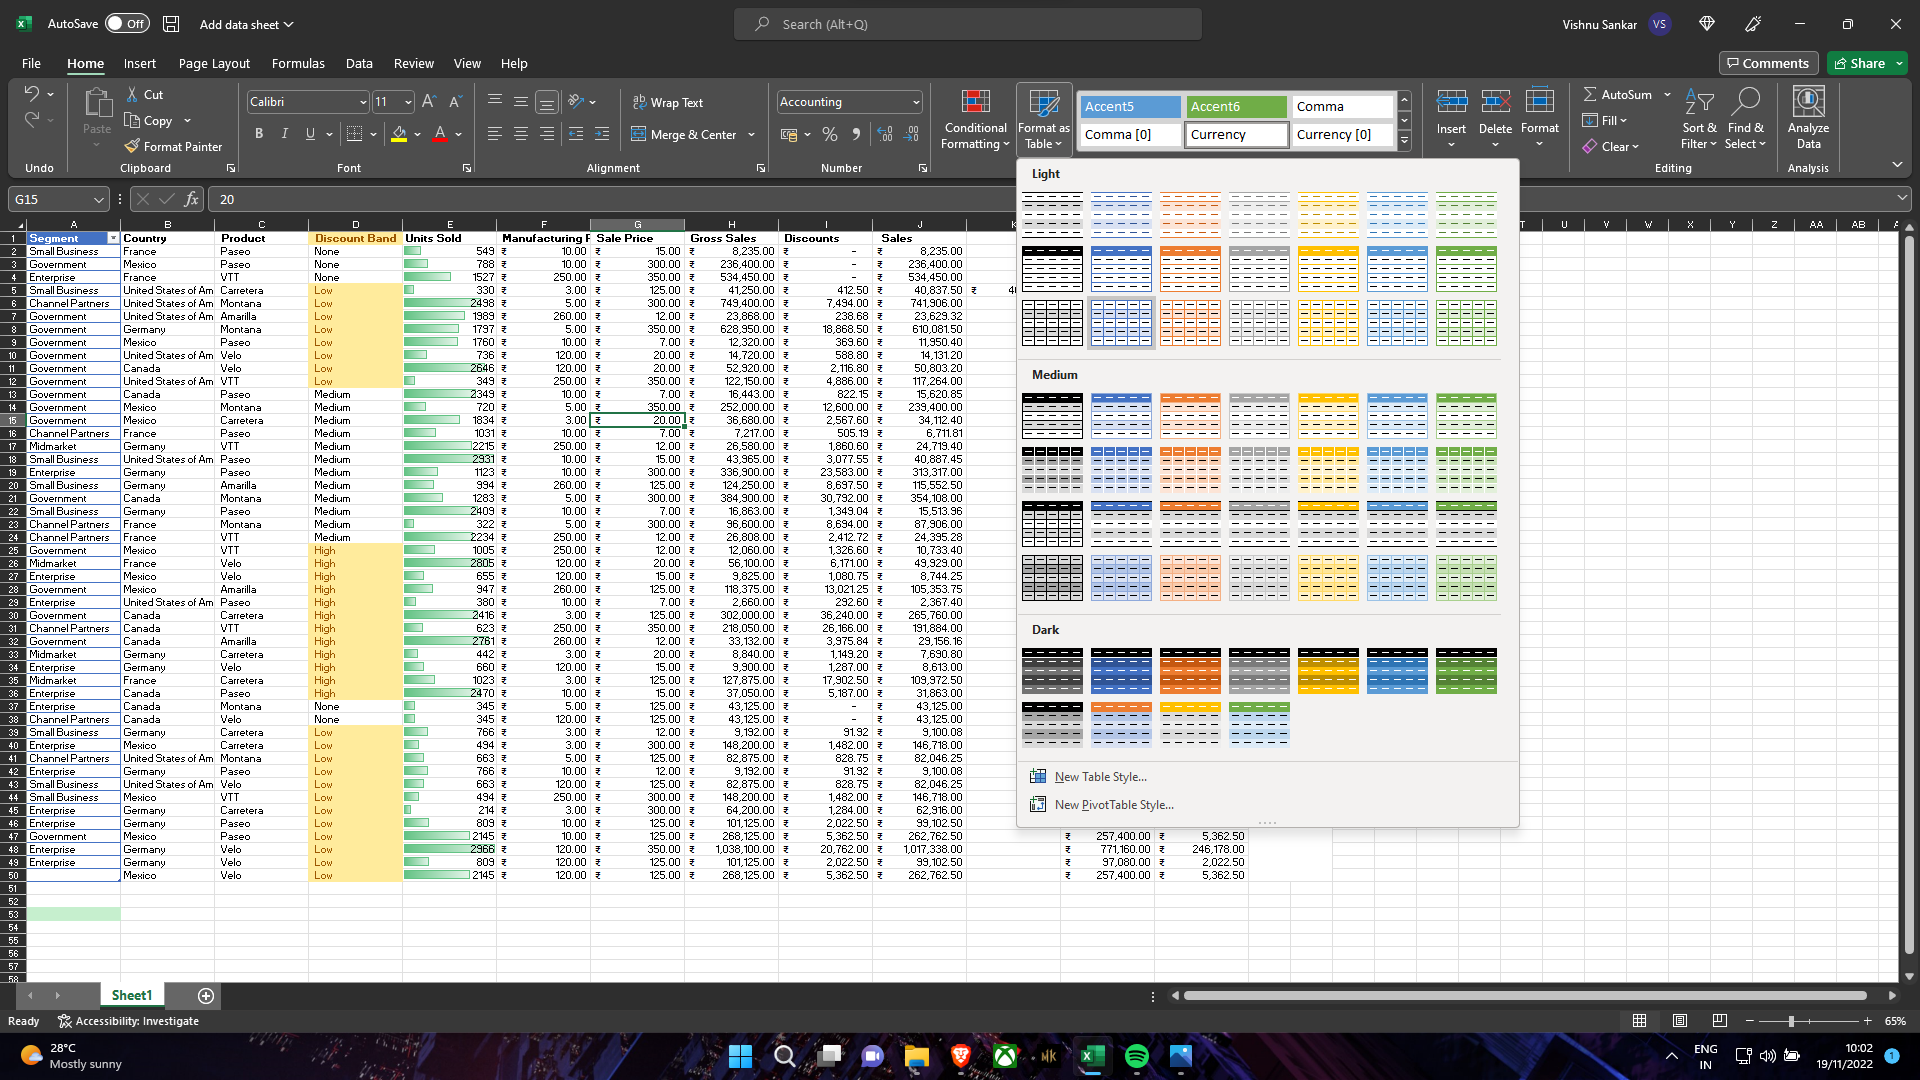 AutoSave Off Add data sheet Search (Alt+Q) Vishnu Sankar VS
File Home Insert Page Layout Formulas Data Review View Help Comments Share
Paste Cut Copy Format Painter
Calibri 11 Wrap Text Merge & Center Accounting
Conditional Formatting Format as Table
Accent5 Accent6 Comma
Comma [0] Currency Currency [0]
Insert Delete Format AutoSum Fill Clear Sort & Filter Find & Select Analyze Data
Undo Clipboard Font Alignment Number Editing Analysis
G15 fx 20
A B C D E F G H I J K T U V W X Y Z AA AB
1 Segment Country Product Discount Band Units Sold Manufacturing P Sale Price Gross Sales Discounts Sales
2 Small Business France Paseo None 549 ₹ 10.00 ₹ 15.00 ₹ 8,235.00 ₹ - ₹ 8,235.00
3 Government Mexico Paseo None 788 ₹ 10.00 ₹ 300.00 ₹ 236,400.00 ₹ - ₹ 236,400.00
4 Enterprise France VTT None 1527 ₹ 250.00 ₹ 350.00 ₹ 534,450.00 ₹ - ₹ 534,450.00
5 Small Business United States of Am Carretera Low 330 ₹ 3.00 ₹ 125.00 ₹ 41,250.00 ₹ 412.50 ₹ 40,837.50 ₹
6 Channel Partners United States of Am Montana Low 2498 ₹ 5.00 ₹ 300.00 ₹ 749,400.00 ₹ 7,494.00 ₹ 741,906.00
7 Government United States of Am Amarilla Low 1989 ₹ 260.00 ₹ 12.00 ₹ 23,868.00 ₹ 238.68 ₹ 23,629.32
8 Government Germany Montana Low 1797 ₹ 5.00 ₹ 350.00 ₹ 628,950.00 ₹ 18,868.50 ₹ 610,081.50
9 Government Mexico Paseo Low 1760 ₹ 10.00 ₹ 7.00 ₹ 12,320.00 ₹ 369.60 ₹ 11,950.40
10 Government United States of Am Velo Low 736 ₹ 120.00 ₹ 20.00 ₹ 14,720.00 ₹ 588.80 ₹ 14,131.20
11 Government Canada Velo Low 2646 ₹ 120.00 ₹ 20.00 ₹ 52,920.00 ₹ 2,116.80 ₹ 50,803.20
12 Government United States of Am VTT Low 349 ₹ 250.00 ₹ 350.00 ₹ 122,150.00 ₹ 4,886.00 ₹ 117,264.00
13 Government Canada Paseo Medium 2349 ₹ 10.00 ₹ 7.00 ₹ 16,443.00 ₹ 822.15 ₹ 15,620.85
14 Government Mexico Montana Medium 720 ₹ 5.00 ₹ 350.00 ₹ 252,000.00 ₹ 12,600.00 ₹ 239,400.00
15 Government Mexico Carretera Medium 1834 ₹ 3.00 20.00 ₹ 36,680.00 ₹ 2,567.60 ₹ 34,112.40
16 Channel Partners France Paseo Medium 1031 ₹ 10.00 ₹ 7.00 ₹ 7,217.00 ₹ 505.19 ₹ 6,711.81
17 Midmarket Germany VTT Medium 2215 ₹ 250.00 ₹ 12.00 ₹ 26,580.00 ₹ 1,860.60 ₹ 24,719.40
18 Small Business United States of Am Paseo Medium 2931 ₹ 10.00 ₹ 15.00 ₹ 43,965.00 ₹ 3,077.55 ₹ 40,887.45
19 Enterprise Germany Paseo Medium 1123 ₹ 10.00 ₹ 300.00 ₹ 336,900.00 ₹ 23,583.00 ₹ 313,317.00
20 Small Business Germany Amarilla Medium 994 ₹ 260.00 ₹ 125.00 ₹ 124,250.00 ₹ 8,697.50 ₹ 115,552.50
21 Government Canada Montana Medium 1283 ₹ 5.00 ₹ 300.00 ₹ 384,900.00 ₹ 30,792.00 ₹ 354,108.00
22 Small Business Germany Paseo Medium 2409 ₹ 10.00 ₹ 7.00 ₹ 16,863.00 ₹ 1,349.04 ₹ 15,513.96
23 Channel Partners France Montana Medium 322 ₹ 5.00 ₹ 300.00 ₹ 96,600.00 ₹ 8,694.00 ₹ 87,906.00
24 Channel Partners France VTT Medium 2234 ₹ 250.00 ₹ 12.00 ₹ 26,808.00 ₹ 2,412.72 ₹ 24,395.28
25 Government Mexico VTT High 1005 ₹ 250.00 ₹ 12.00 ₹ 12,060.00 ₹ 1,326.60 ₹ 10,733.40
26 Midmarket France Velo High 2805 ₹ 120.00 ₹ 20.00 ₹ 56,100.00 ₹ 6,171.00 ₹ 49,929.00
27 Enterprise Mexico Velo High 655 ₹ 120.00 ₹ 15.00 ₹ 9,825.00 ₹ 1,080.75 ₹ 8,744.25
28 Government Mexico Amarilla High 947 ₹ 260.00 ₹ 125.00 ₹ 118,375.00 ₹ 13,021.25 ₹ 105,353.75
29 Enterprise United States of Am Paseo High 380 ₹ 10.00 ₹ 7.00 ₹ 2,660.00 ₹ 292.60 ₹ 2,367.40
30 Government Canada Carretera High 2416 ₹ 3.00 ₹ 125.00 ₹ 302,000.00 ₹ 36,240.00 ₹ 265,760.00
31 Channel Partners Canada VTT High 623 ₹ 250.00 ₹ 350.00 ₹ 218,050.00 ₹ 26,166.00 ₹ 191,884.00
32 Government Canada Amarilla High 2761 ₹ 260.00 ₹ 12.00 ₹ 33,132.00 ₹ 3,975.84 ₹ 29,156.16
33 Midmarket Germany Carretera High 442 ₹ 3.00 ₹ 20.00 ₹ 8,840.00 ₹ 1,149.20 ₹ 7,690.80
34 Enterprise Germany Velo High 660 ₹ 120.00 ₹ 15.00 ₹ 9,900.00 ₹ 1,287.00 ₹ 8,613.00
35 Midmarket France Carretera High 1023 ₹ 3.00 ₹ 125.00 ₹ 127,875.00 ₹ 17,902.50 ₹ 109,972.50
36 Enterprise Canada Paseo High 2470 ₹ 10.00 ₹ 15.00 ₹ 37,050.00 ₹ 5,187.00 ₹ 31,863.00
37 Enterprise Canada Montana None 345 ₹ 5.00 ₹ 125.00 ₹ 43,125.00 ₹ - ₹ 43,125.00
38 Channel Partners Canada Velo None 345 ₹ 120.00 ₹ 125.00 ₹ 43,125.00 ₹ - ₹ 43,125.00
39 Small Business Germany Carretera Low 766 ₹ 3.00 ₹ 12.00 ₹ 9,192.00 ₹ 91.92 ₹ 9,100.08
40 Enterprise Mexico Carretera Low 494 ₹ 3.00 ₹ 300.00 ₹ 148,200.00 ₹ 1,482.00 ₹ 146,718.00
41 Channel Partners United States of Am Montana Low 663 ₹ 5.00 ₹ 125.00 ₹ 82,875.00 ₹ 828.75 ₹ 82,046.25
42 Enterprise Germany Paseo Low 766 ₹ 10.00 ₹ 12.00 ₹ 9,192.00 ₹ 91.92 ₹ 9,100.08
43 Small Business United States of Am Velo Low 663 ₹ 120.00 ₹ 125.00 ₹ 82,875.00 ₹ 828.75 ₹ 82,046.25
44 Small Business Mexico VTT Low 494 ₹ 250.00 ₹ 300.00 ₹ 148,200.00 ₹ 1,482.00 ₹ 146,718.00
45 Enterprise Germany Carretera Low 214 ₹ 3.00 ₹ 300.00 ₹ 64,200.00 ₹ 1,284.00 ₹ 62,916.00
46 Enterprise Germany Paseo Low 809 ₹ 10.00 ₹ 125.00 ₹ 101,125.00 ₹ 2,022.50 ₹ 99,102.50
47 Government Mexico Paseo Low 2145 ₹ 10.00 ₹ 125.00 ₹ 268,125.00 ₹ 5,362.50 ₹ 262,762.50 ₹ 257,400.00 ₹ 5,362.50
48 Enterprise Germany Velo Low 2966 ₹ 120.00 ₹ 350.00 ₹ 1,038,100.00 ₹ 20,762.00 ₹ 1,017,338.00 ₹ 771,160.00 ₹ 246,178.00
49 Enterprise Germany Velo Low 809 ₹ 120.00 ₹ 125.00 ₹ 101,125.00 ₹ 2,022.50 ₹ 99,102.50 ₹ 97,080.00 ₹ 2,022.50
50 Mexico Velo Low 2145 ₹ 120.00 ₹ 125.00 ₹ 268,125.00 ₹ 5,362.50 ₹ 262,762.50 ₹ 257,400.00 ₹ 5,362.50
51
52
53
54
55
56
57
58
Light
Medium
Dark
New Table Style...
New PivotTable Style...
Sheet1
Ready Accessibility: Investigate 65%
28°C
Mostly sunny
ENG
IN
10:02
19/11/2022
1